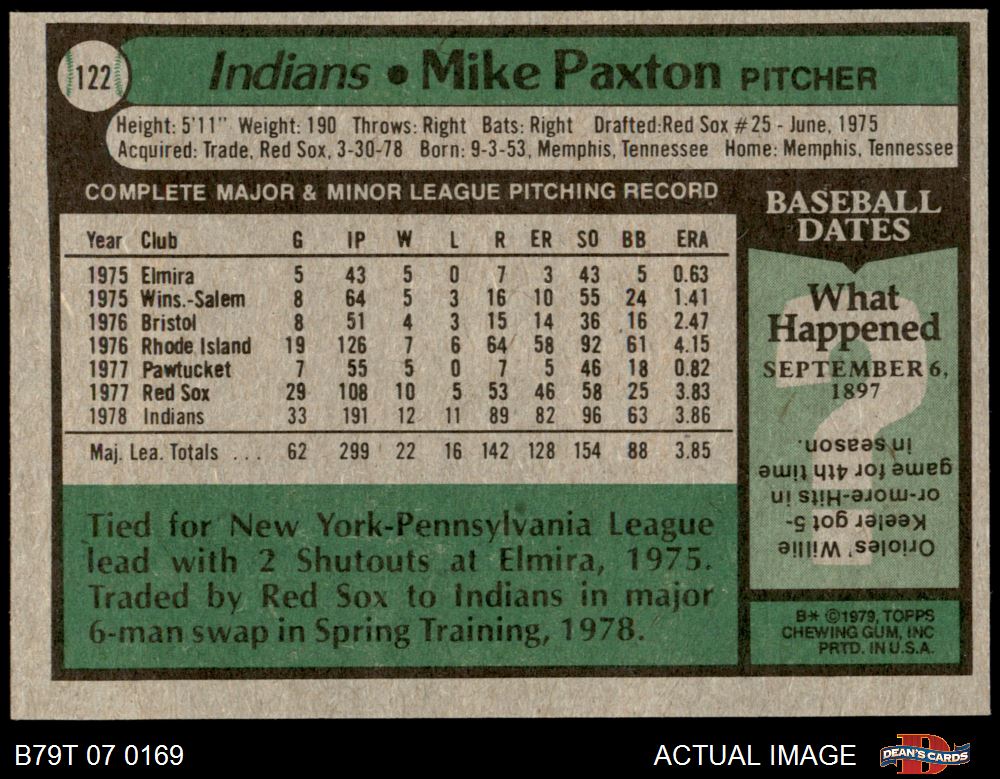 122
Indians • Mike Paxton PITCHER
Height: 5'11" Weight: 190 Throws: Right Bats: Right Drafted:Red Sox #25 - June, 1975
Acquired: Trade, Red Sox, 3-30-78 Born: 9-3-53, Memphis, Tennessee Home: Memphis, Tennessee
COMPLETE MAJOR & MINOR LEAGUE PITCHING RECORD
Year Club G IP W L R ER SO BB ERA
1975 Elmira 5 43 5 0 7 3 43 5 0.63
1975 Wins.-Salem 8 64 5 3 16 10 55 24 1.41
1976 Bristol 8 51 4 3 15 14 36 16 2.47
1976 Rhode Island 19 126 7 6 64 58 92 61 4.15
1977 Pawtucket 7 55 5 0 7 5 46 18 0.82
1977 Red Sox 29 108 10 5 53 46 58 25 3.83
1978 Indians 33 191 12 11 89 82 96 63 3.86
Maj. Lea. Totals ... 62 299 22 16 142 128 154 88 3.85
Tied for New York-Pennsylvania League
lead with 2 Shutouts at Elmira, 1975.
Traded by Red Sox to Indians in major
6-man swap in Spring Training, 1978.
BASEBALL
DATES
What
Happened
SEPTEMBER 6,
1897
Orioles' Willie
Keeler got 5-
or-more-Hits in
game for 4th time
in season.
B* ©1979, TOPPS
CHEWING GUM, INC
PRTD. IN U.S.A.
B79T 07 0169
ACTUAL IMAGE
D
DEAN'S CARDS